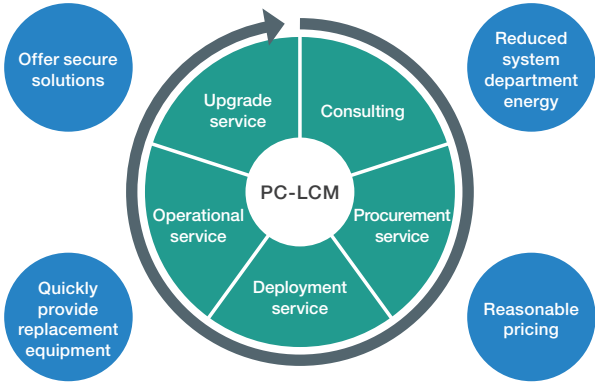 Offer secure
solutions
Reduced
system
department
energy
Upgrade
service
Consulting
PC-LCM
Operational
service
Procurement
service
Deployment
service
Quickly
provide
replacement
equipment
Reasonable
pricing